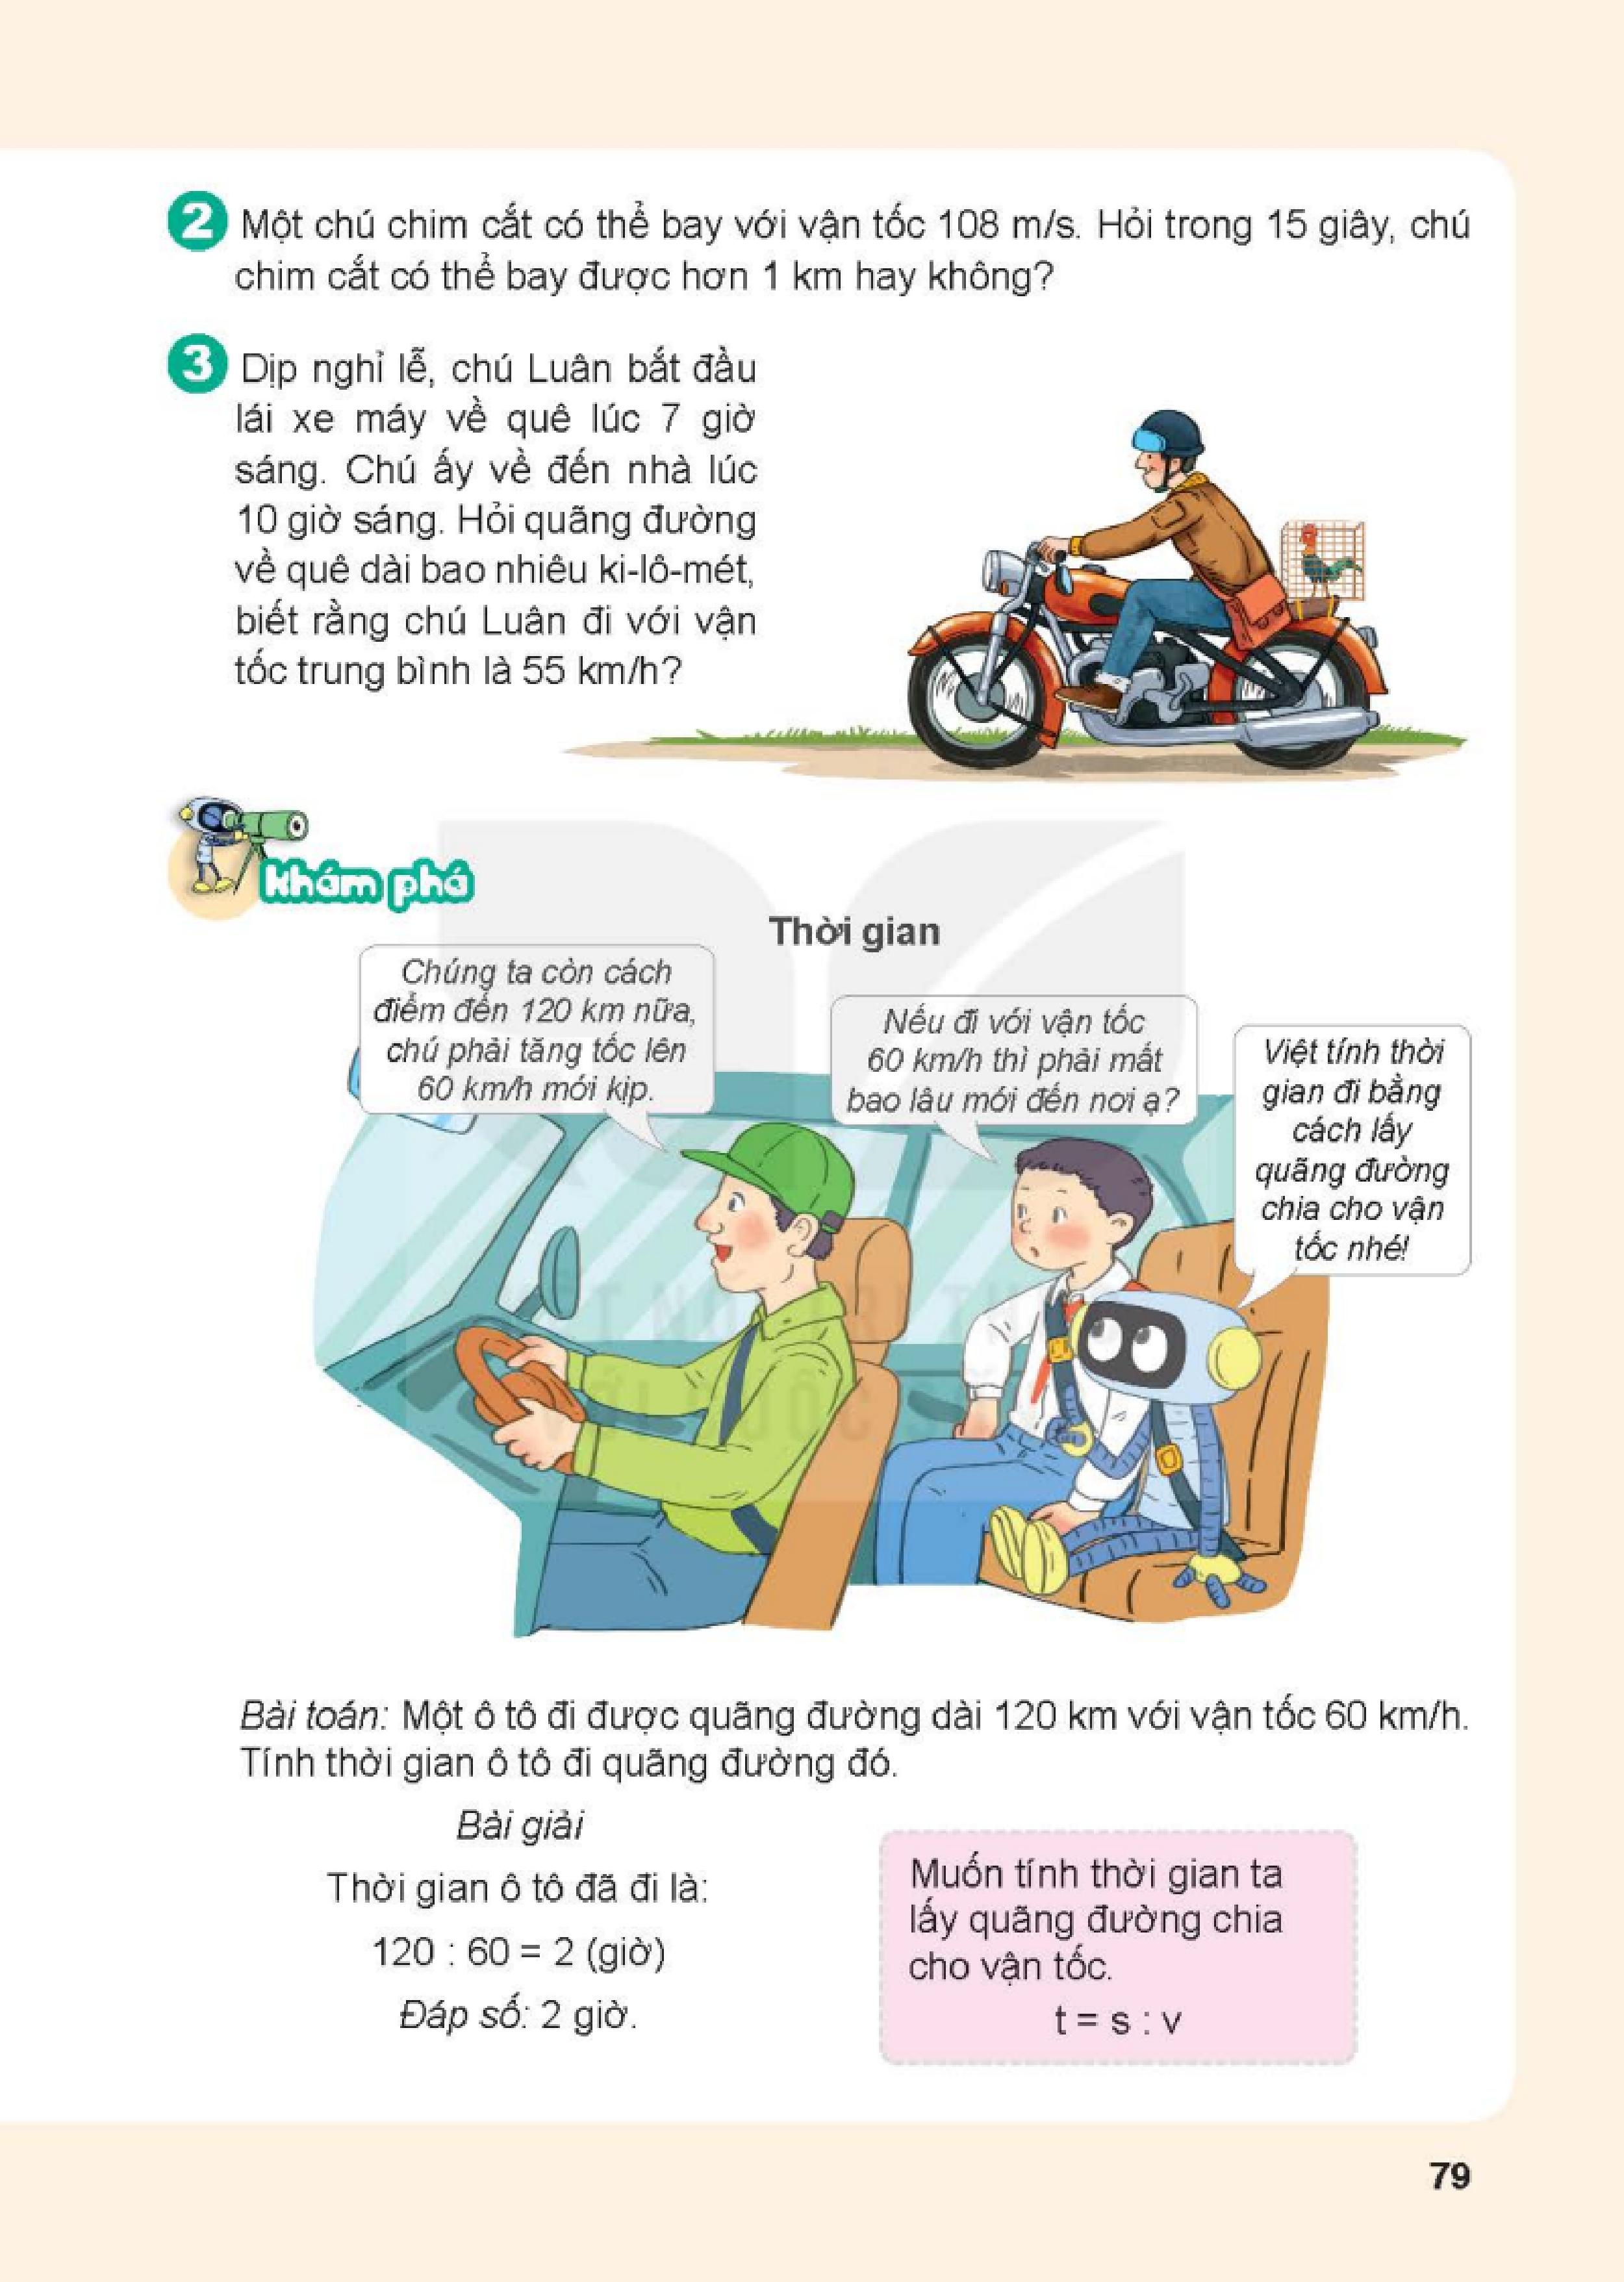 2 Một chú chim cắt có thể bay với vận tốc 108 m/s. Hỏi trong 15 giây, chú
chim cắt có thể bay được hơn 1 km hay không?
3 Dịp nghỉ lễ, chú Luân bắt đầu
lái xe máy về quê lúc 7 giờ
sáng. Chú ấy về đến nhà lúc
10 giờ sáng. Hỏi quãng đường
về quê dài bao nhiêu ki-lô-mét,
biết rằng chú Luân đi với vận
tốc trung bình là 55 km/h?
khám phá
Thời gian
Chúng ta còn cách
điểm đến 120 km nữa,
chú phải tăng tốc lên
60 km/h mới kịp.
Nếu đi với vận tốc
60 km/h thì phải mất
bao lâu mới đến nơi ạ?
Việt tính thời
gian đi bằng
cách lấy
quãng đường
chia cho vận
tốc nhé!
Bài toán: Một ô tô đi được quãng đường dài 120 km với vận tốc 60 km/h.
Tính thời gian ô tô đi quãng đường đó.
Bài giải
Thời gian ô tô đã đi là:
120 : 60 = 2 (giờ)
Đáp số: 2 giờ.
Muốn tính thời gian ta
lấy quãng đường chia
cho vận tốc.
t = s : v
79